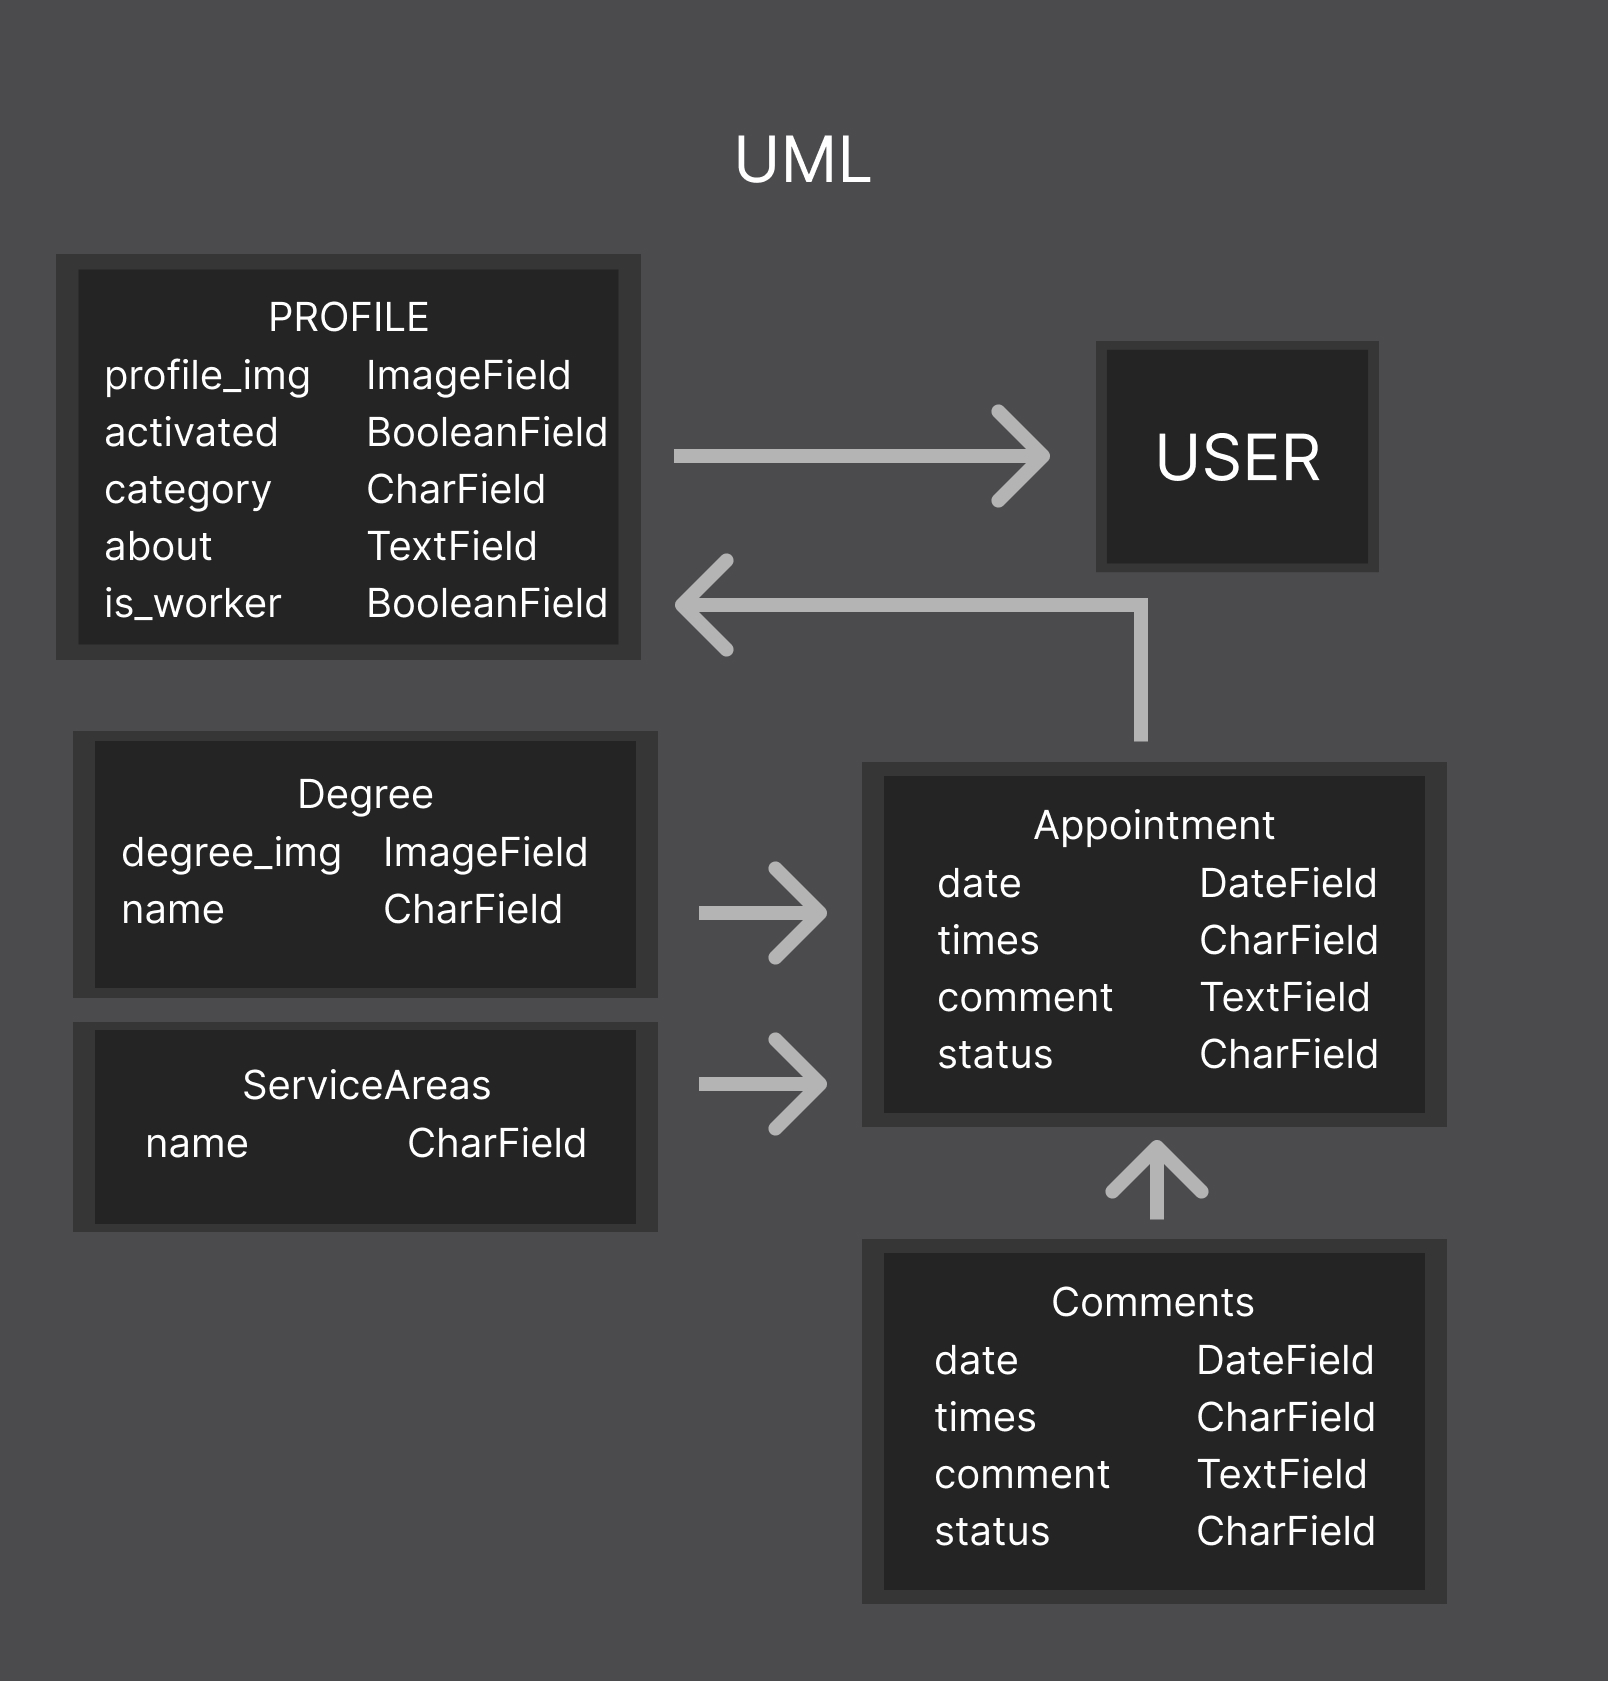 UML
PROFILE
profile_img ImageField
activated BooleanField
category CharField
about TextField
is_worker BooleanField
USER
Degree
degree_img ImageField
name CharField
ServiceAreas
name CharField
Appointment
date DateField
times CharField
comment TextField
status CharField
Comments
date DateField
times CharField
comment TextField
status CharField